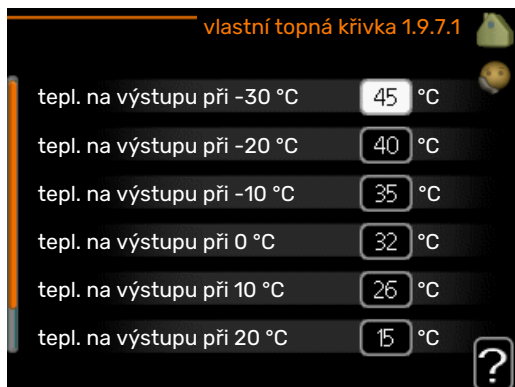 vlastní topná křivka 1.9.7.1
tepl. na výstupu při -30 °C 45 °C
tepl. na výstupu při -20 °C 40 °C
tepl. na výstupu při -10 °C 35 °C
tepl. na výstupu při 0 °C 32 °C
tepl. na výstupu při 10 °C 26 °C
tepl. na výstupu při 20 °C 15 °C
?